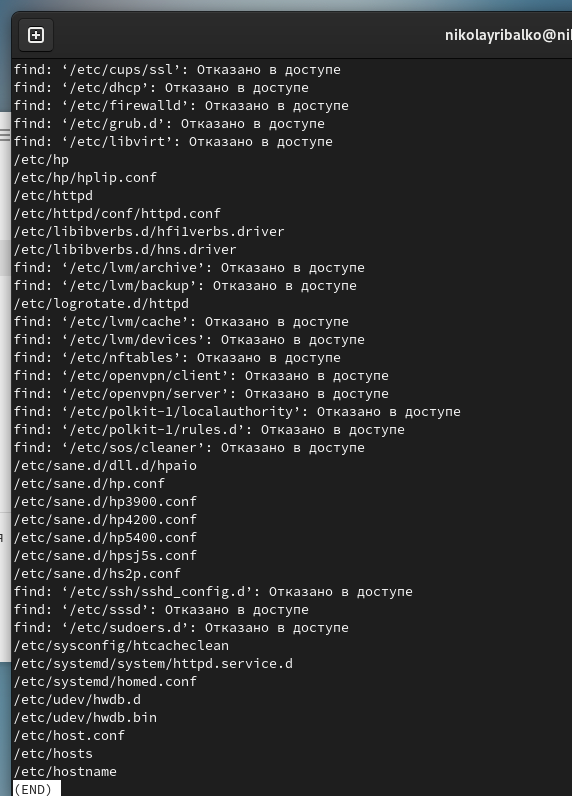 nikolayribalko@ni
find: ‘/etc/cups/ssl’: Отказано в доступе
find: ‘/etc/dhcp’: Отказано в доступе
find: ‘/etc/firewalld’: Отказано в доступе
find: ‘/etc/grub.d’: Отказано в доступе
find: ‘/etc/libvirt’: Отказано в доступе
/etc/hp
/etc/hp/hplip.conf
/etc/httpd
/etc/httpd/conf/httpd.conf
/etc/libibverbs.d/hfi1verbs.driver
/etc/libibverbs.d/hns.driver
find: ‘/etc/lvm/archive’: Отказано в доступе
find: ‘/etc/lvm/backup’: Отказано в доступе
/etc/logrotate.d/httpd
find: ‘/etc/lvm/cache’: Отказано в доступе
find: ‘/etc/lvm/devices’: Отказано в доступе
find: ‘/etc/nftables’: Отказано в доступе
find: ‘/etc/openvpn/client’: Отказано в доступе
find: ‘/etc/openvpn/server’: Отказано в доступе
find: ‘/etc/polkit-1/localauthority’: Отказано в доступе
find: ‘/etc/polkit-1/rules.d’: Отказано в доступе
find: ‘/etc/sos/cleaner’: Отказано в доступе
/etc/sane.d/dll.d/hpaio
/etc/sane.d/hp.conf
/etc/sane.d/hp3900.conf
/etc/sane.d/hp4200.conf
/etc/sane.d/hp5400.conf
/etc/sane.d/hpsj5s.conf
/etc/sane.d/hs2p.conf
find: ‘/etc/ssh/sshd_config.d’: Отказано в доступе
find: ‘/etc/sssd’: Отказано в доступе
find: ‘/etc/sudoers.d’: Отказано в доступе
/etc/sysconfig/htcacheclean
/etc/systemd/system/httpd.service.d
/etc/systemd/homed.conf
/etc/udev/hwdb.d
/etc/udev/hwdb.bin
/etc/host.conf
/etc/hosts
/etc/hostname
(END)